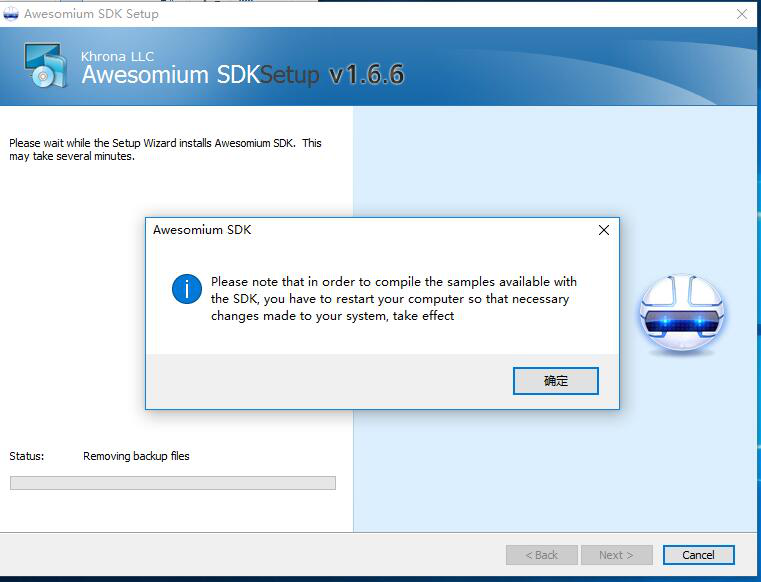 Awesomium SDK Setup
Khrona LLC
Awesomium SDKSetup v1.6.6
Please wait while the Setup Wizard installs Awesomium SDK. This
may take several minutes.
Awesomium SDK
Please note that in order to compile the samples available with
the SDK, you have to restart your computer so that necessary
changes made to your system, take effect
确定
Status: Removing backup files
< Back Next > Cancel